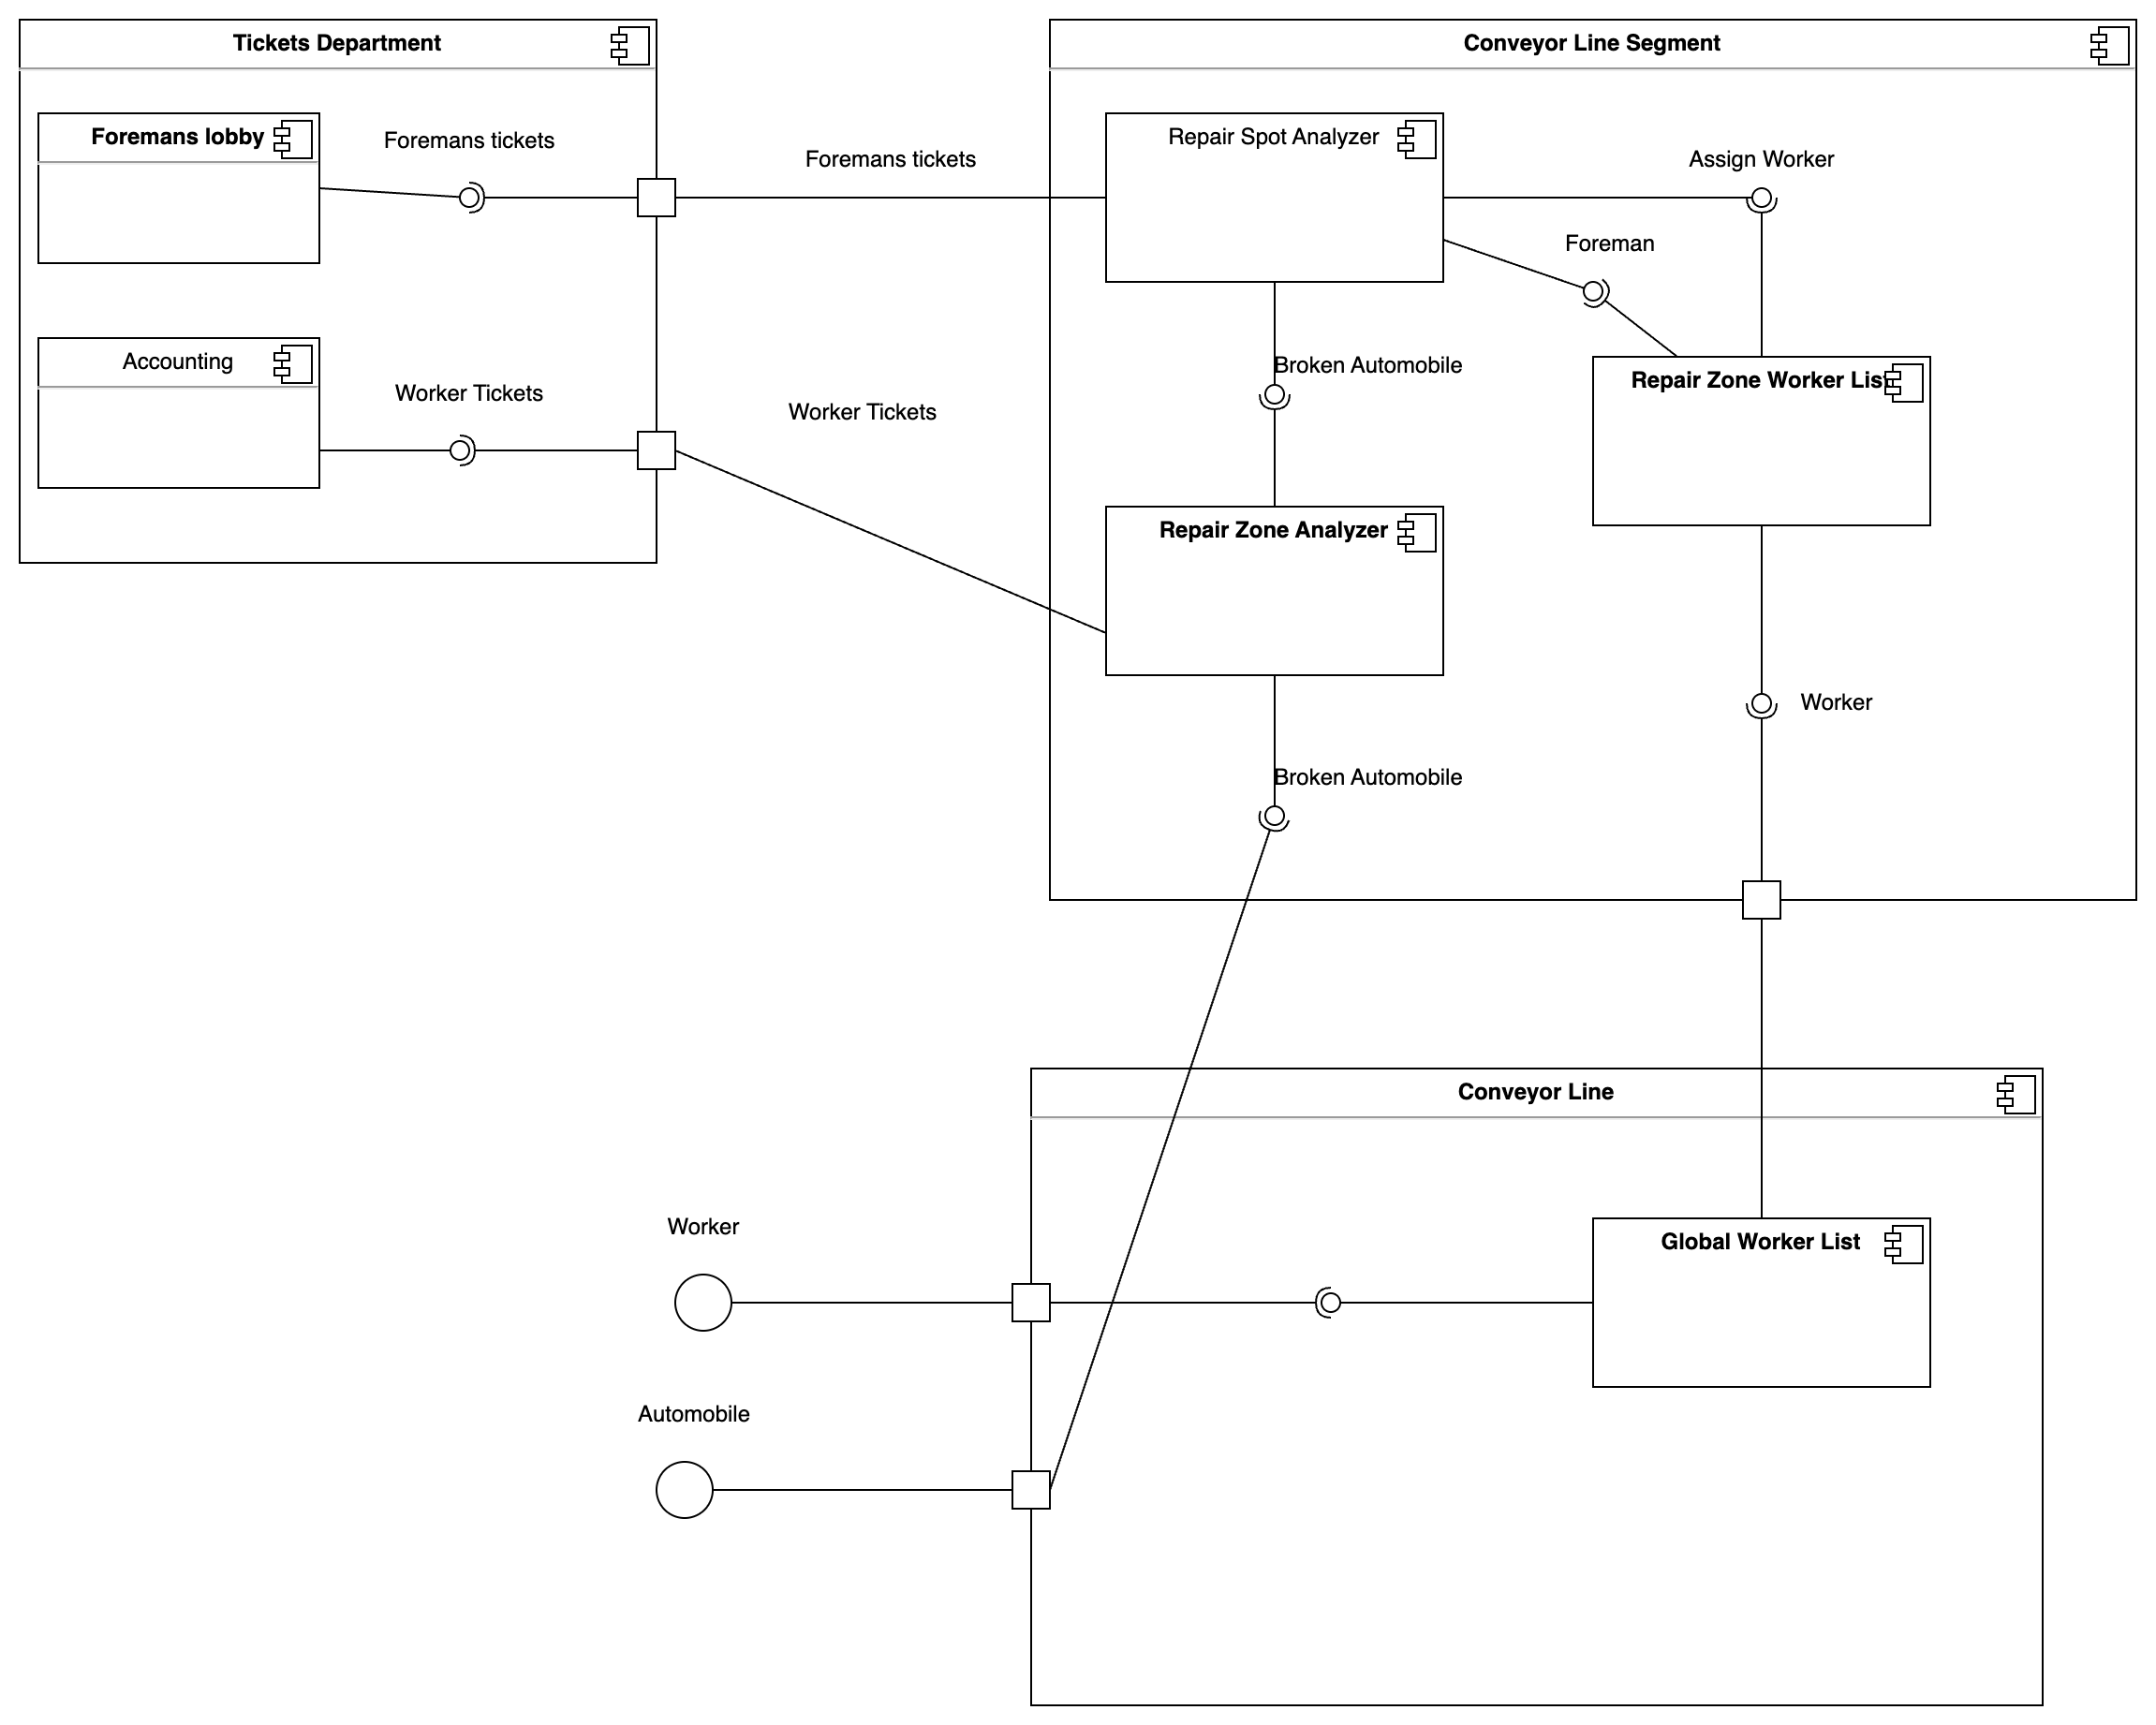 Tickets Department
Foremans lobby
Foremans tickets
Accounting
Worker Tickets
Foremans tickets
Worker Tickets
Conveyor Line Segment
Repair Spot Analyzer
Assign Worker
Foreman
Broken Automobile
Repair Zone Worker List
Repair Zone Analyzer
Worker
Broken Automobile
Conveyor Line
Worker
Global Worker List
Automobile